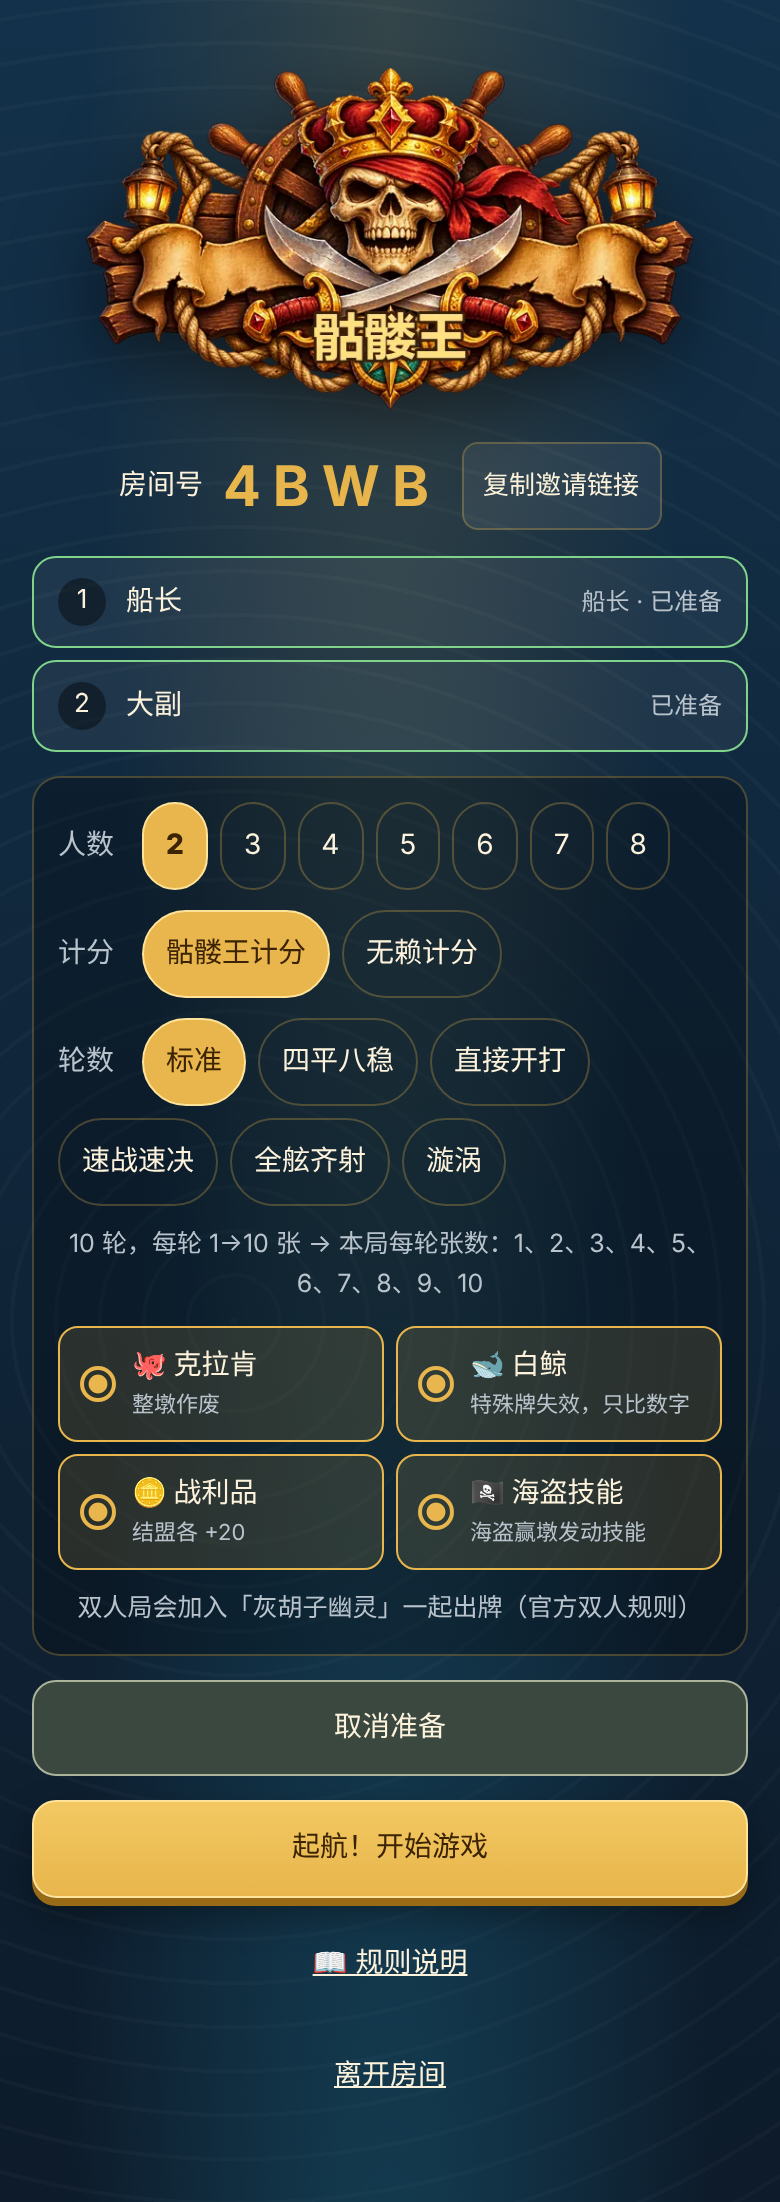 骷髅王
房间号 4BWB 复制邀请链接
1 船长 船长 · 已准备
2 大副 已准备
人数 2 3 4 5 6 7 8
计分 骷髅王计分 无赖计分
轮数 标准 四平八稳 直接开打
速战速决 全舷齐射 漩涡
10 轮，每轮 1→10 张 → 本局每轮张数：1、2、3、4、5、
6、7、8、9、10
🐙 克拉肯
整墩作废
🐋 白鲸
特殊牌失效，只比数字
🪙 战利品
结盟各 +20
🏴‍☠️ 海盗技能
海盗赢墩发动技能
双人局会加入「灰胡子幽灵」一起出牌（官方双人规则）
取消准备
起航！开始游戏
📖 规则说明
离开房间